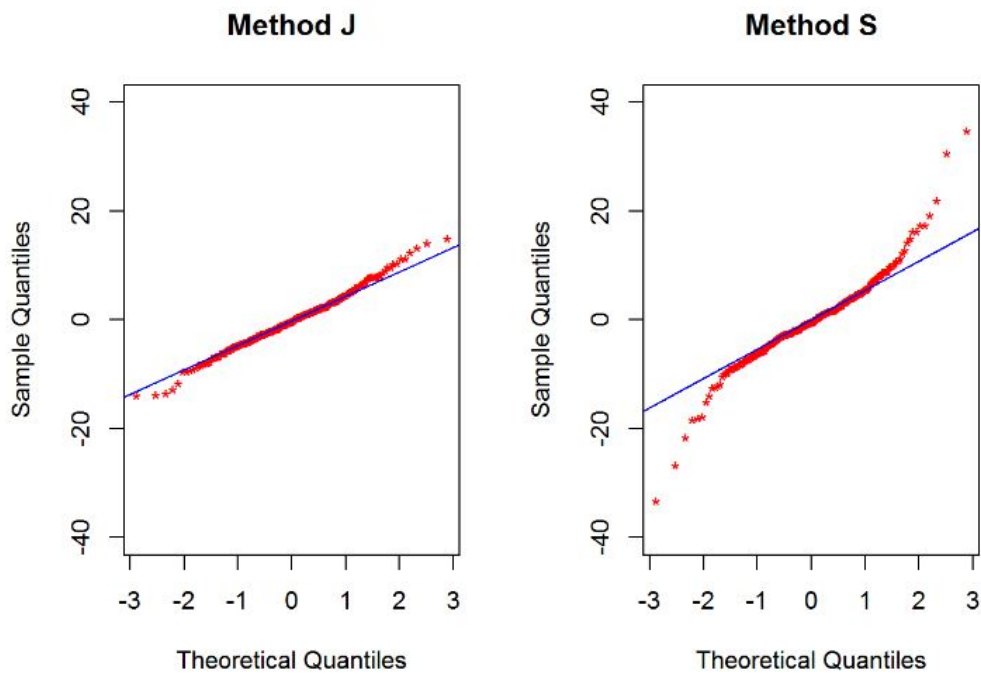 Method J
Sample Quantiles
40
20
0
-20
-40
-3 -2 -1 0 1 2 3
Theoretical Quantiles
Method S
Sample Quantiles
40
20
0
-20
-40
-3 -2 -1 0 1 2 3
Theoretical Quantiles